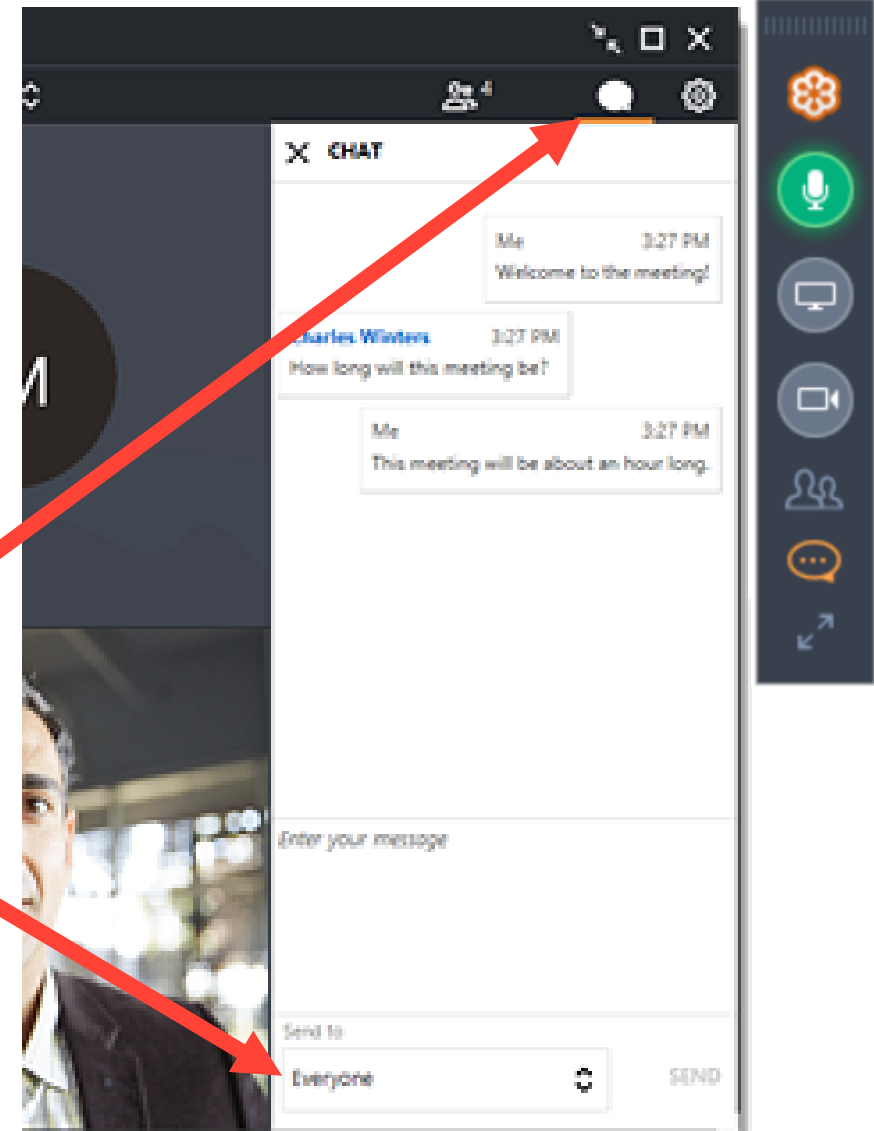 4
CHAT
Me 3:27 PM
Welcome to the meeting!
Charles Winters 3:27 PM
How long will this meeting be?
M
Me 3:27 PM
This meeting will be about an hour long.
Enter your message
Send to
Everyone SEND